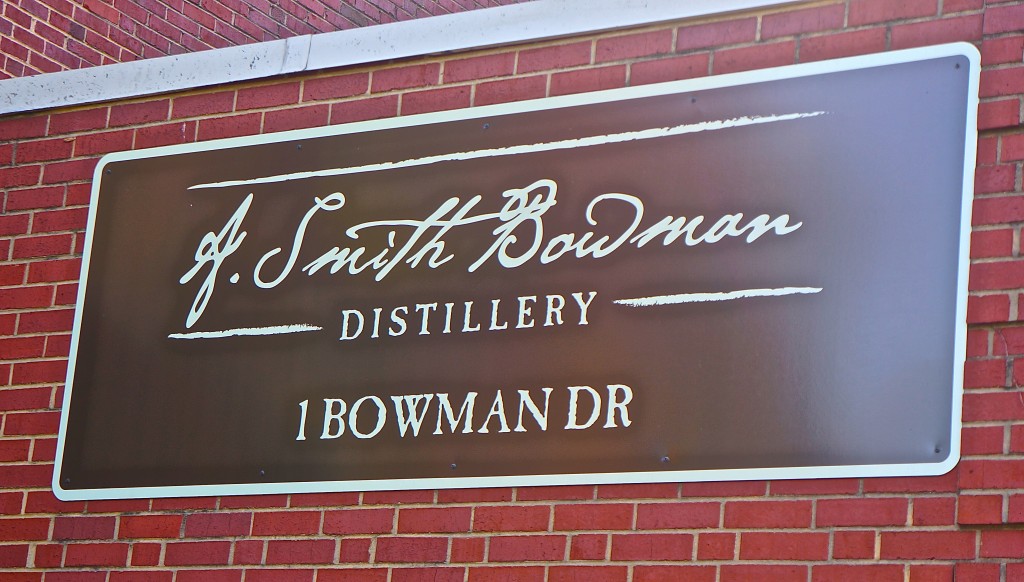 A. Smith Bowman
DISTILLERY
1 BOWMAN DR